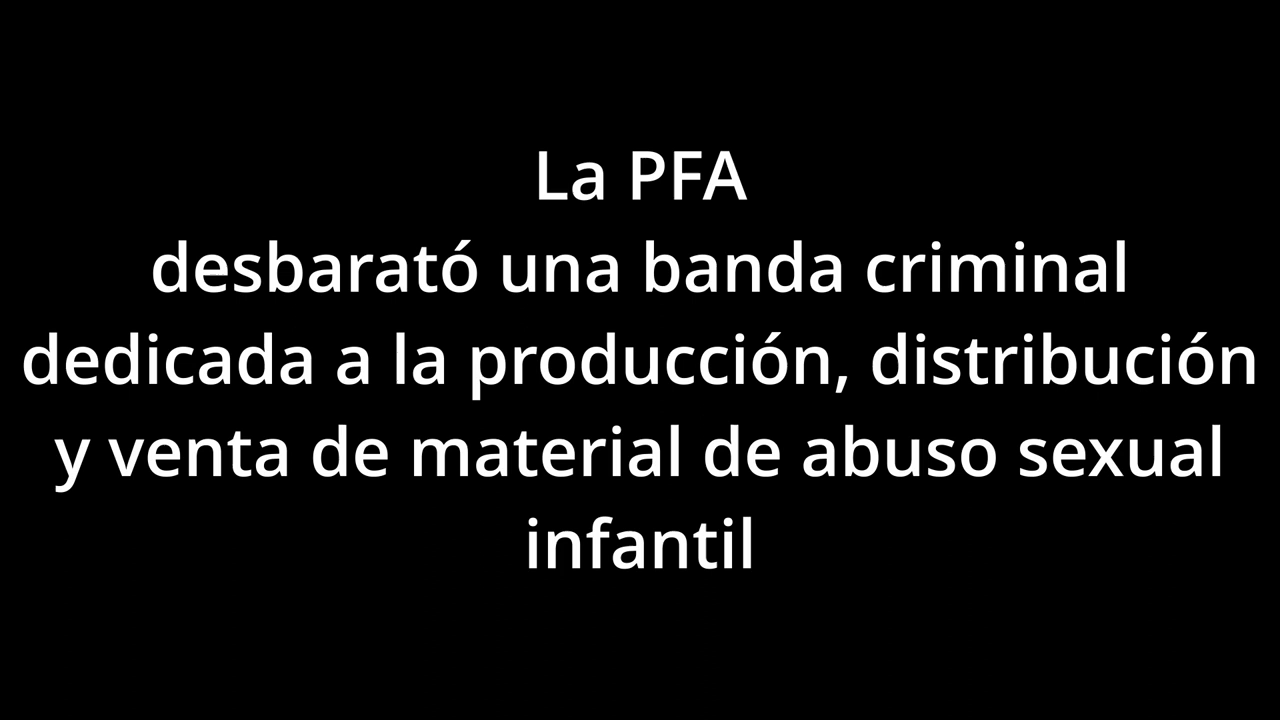 La PFA
desbarató una banda criminal
dedicada a la producción, distribución
y venta de material de abuso sexual
infantil